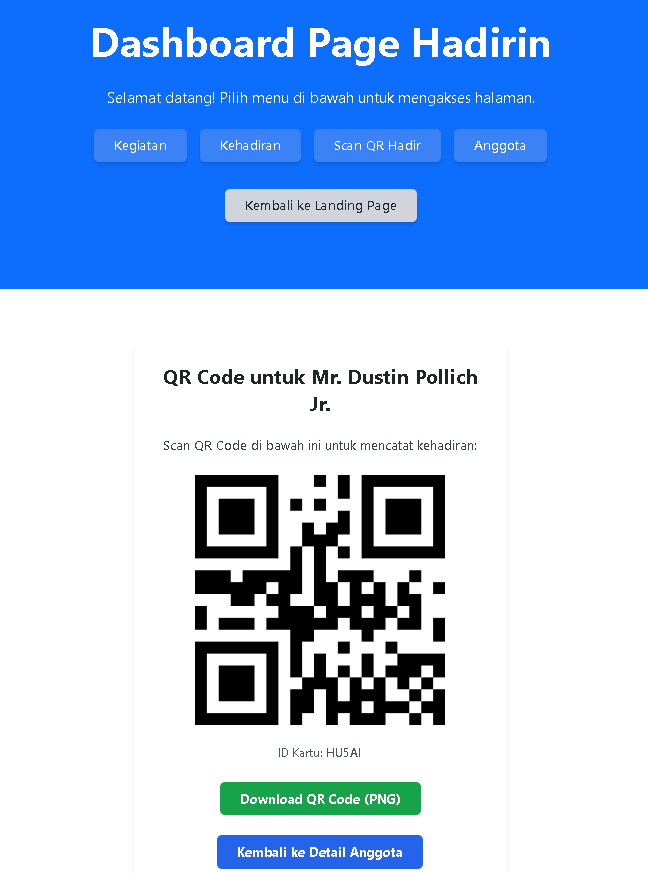 Dashboard Page Hadirin
Selamat datang! Pilih menu di bawah untuk mengakses halaman.
Kegiatan
Kehadiran
Scan QR Hadir
Anggota
Kembali ke Landing Page
QR Code untuk Mr. Dustin Pollich
Jr.
Scan QR Code di bawah ini untuk mencatat kehadiran:
ID Kartu: HU5AI
Download QR Code (PNG)
Kembali ke Detail Anggota